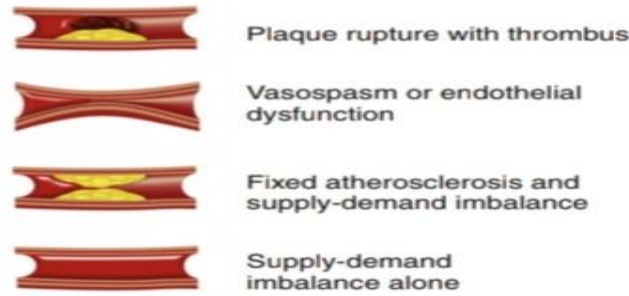 Plaque rupture with thrombus
Vasospasm or endothelial
dysfunction
Fixed atherosclerosis and
supply-demand imbalance
Supply-demand
imbalance alone